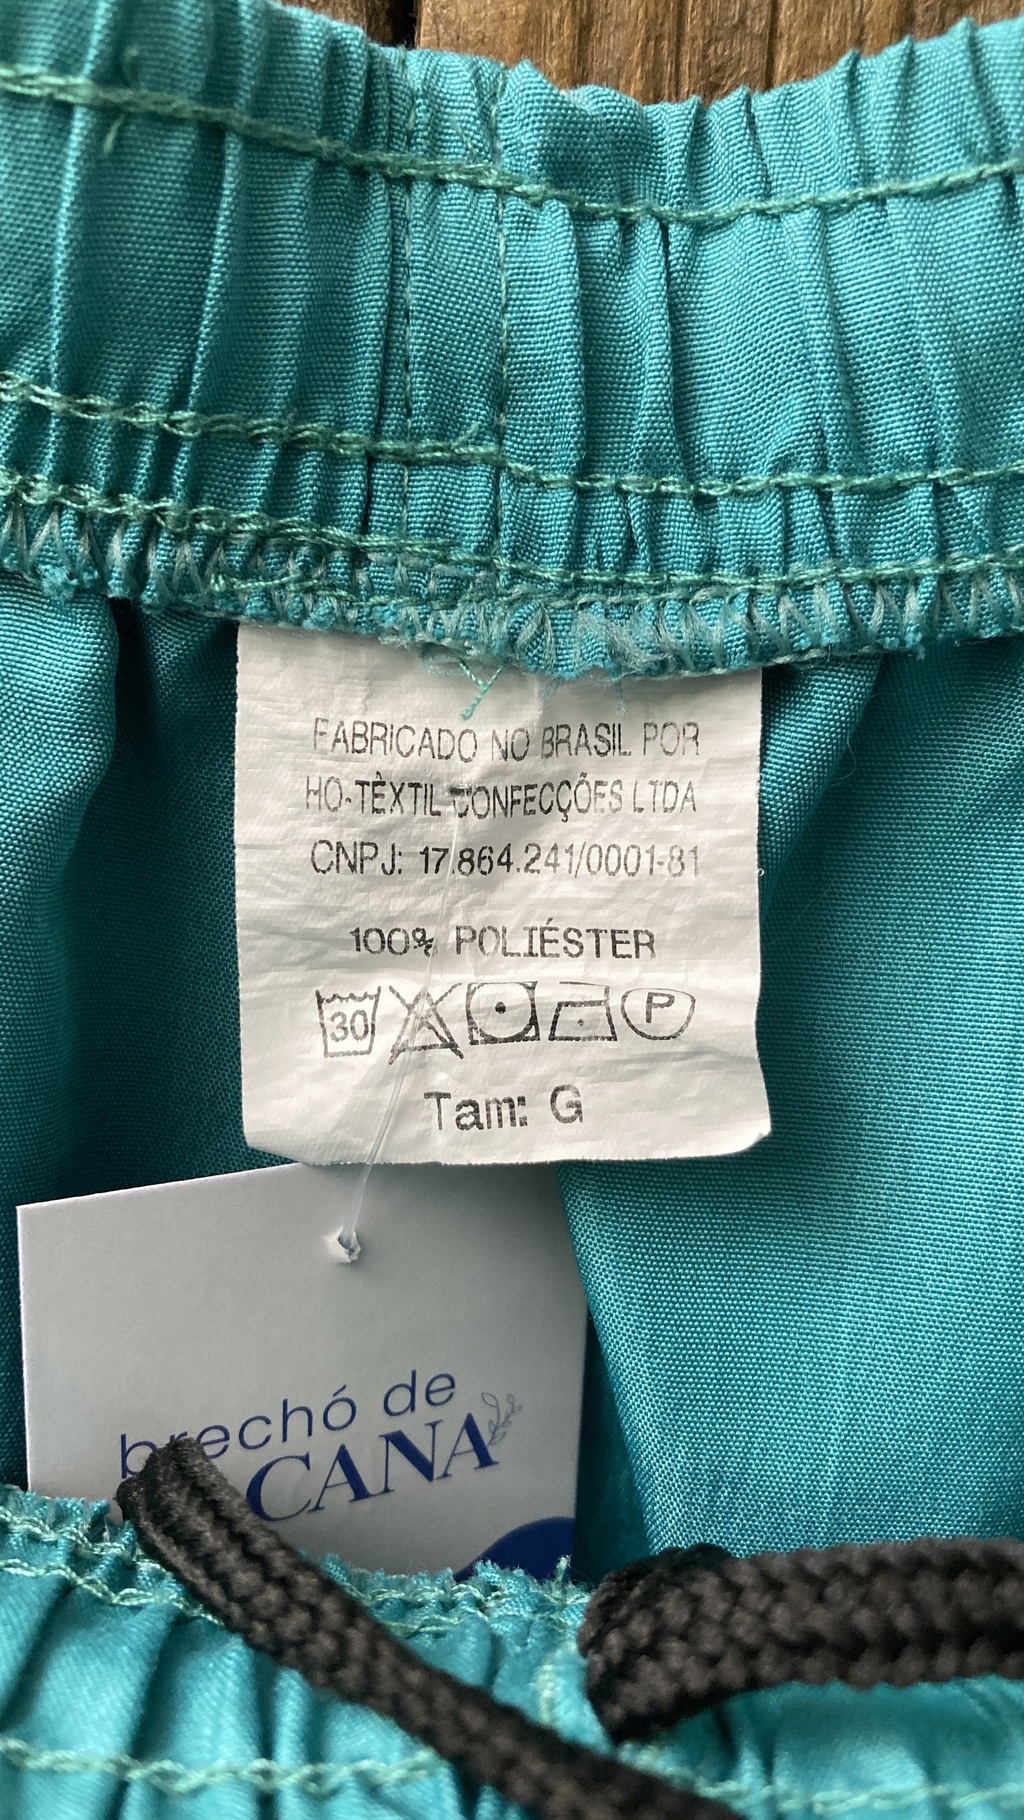 FABRICADO NO BRASIL POR
HO-TÊXTIL CONFECÇÕES LTDA
CNPJ: 17.864.241/0001-81
100% POLIÉSTER
30 P
Tam: G
brechó de
CANA